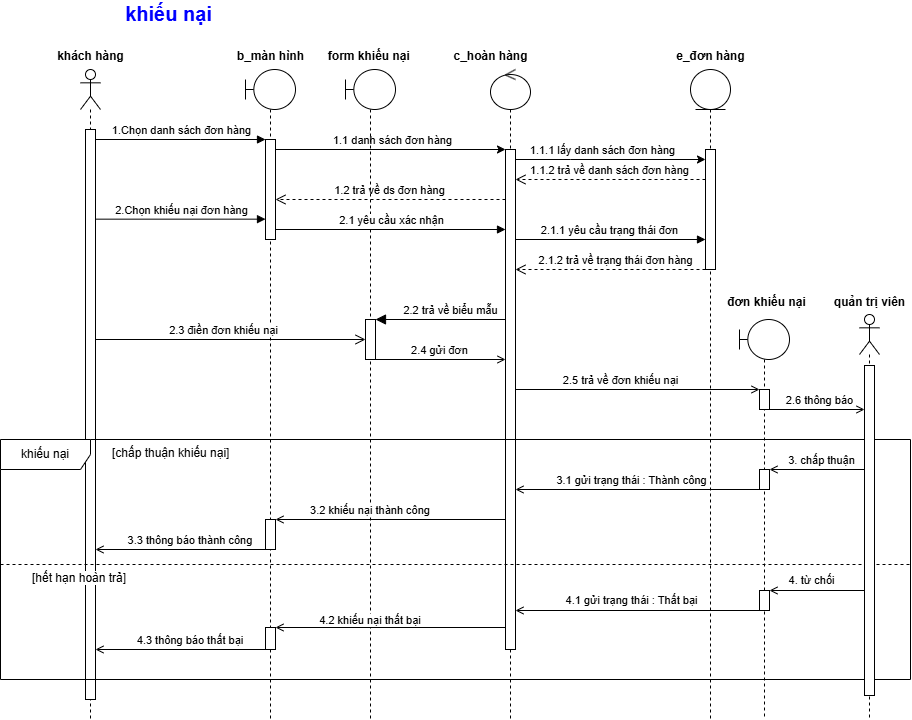 khiếu nại
khách hàng
b_màn hình
form khiếu nại
c_hoàn hàng
e_đơn hàng
1.Chọn danh sách đơn hàng
1.1 danh sách đơn hàng
1.1.1 lấy danh sách đơn hàng
1.1.2 trả về danh sách đơn hàng
1.2 trả về ds đơn hàng
2.Chọn khiếu nại đơn hàng
2.1 yêu cầu xác nhận
2.1.1 yêu cầu trạng thái đơn
2.1.2 trả về trạng thái đơn hàng
đơn khiếu nại
quản trị viên
2.2 trả về biểu mẫu
2.3 điền đơn khiếu nại
2.4 gửi đơn
2.5 trả về đơn khiếu nại
2.6 thông báo
khiếu nại
[chấp thuận khiếu nại]
3. chấp thuận
3.1 gửi trạng thái : Thành công
3.2 khiếu nại thành công
3.3 thông báo thành công
[hết hạn hoàn trả]
4. từ chối
4.1 gửi trạng thái : Thất bại
4.2 khiếu nại thất bại
4.3 thông báo thất bại